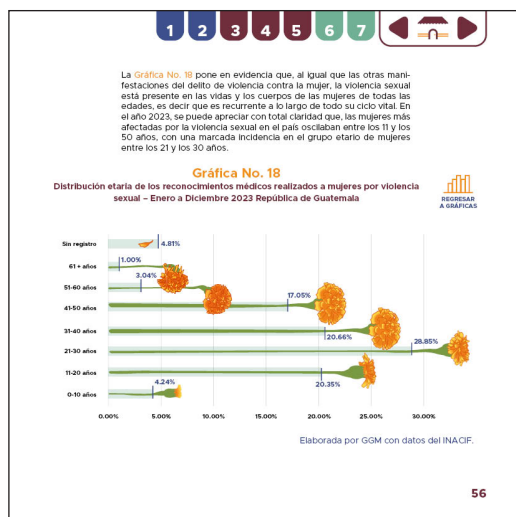 1 2 3 4 5 6 7
La Gráfica No. 18 pone en evidencia que, al igual que las otras mani-
festaciones del delito de violencia contra la mujer, la violencia sexual
está presente en las vidas y los cuerpos de las mujeres de todas las
edades, es decir que es recurrente a lo largo de todo su ciclo vital. En
el año 2023, se puede apreciar con total claridad que, las mujeres más
afectadas por la violencia sexual en el país oscilaban entre los 11 y los
50 años, con una marcada incidencia en el grupo etario de mujeres
entre los 21 y los 30 años.
Gráfica No. 18
Distribución etaria de los reconocimientos médicos realizados a mujeres por violencia
sexual – Enero a Diciembre 2023 República de Guatemala
REGRESAR
A GRÁFICAS
Sin registro 4.81%
61 + años 1.00%
51-60 años 3.04%
41-50 años 17.05%
31-40 años 20.66%
21-30 años 28.85%
11-20 años 20.35%
0-10 años 4.24%
0.00% 5.00% 10.00% 15.00% 20.00% 25.00% 30.00%
Elaborada por GGM con datos del INACIF.
56